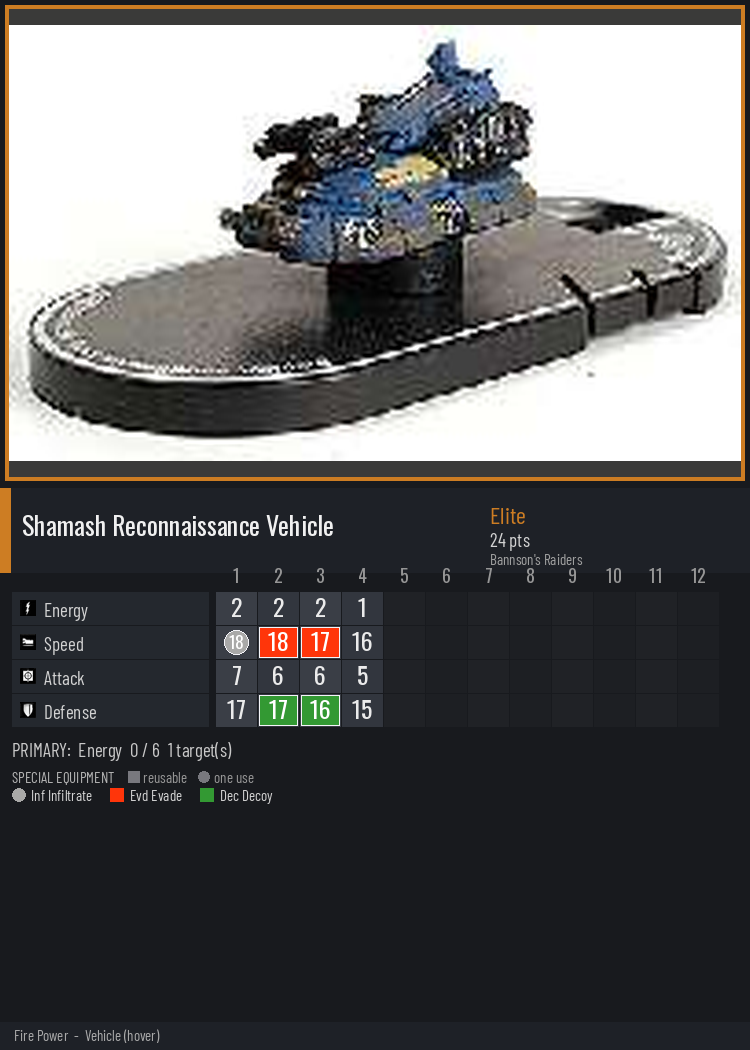 Shamash Reconnaissance Vehicle
Elite
24 pts
Bannson's Raiders
1 2 3 4 5 6 7 8 9 10 11 12
Energy 2 2 2 1
Speed 18 18 17 16
Attack 7 6 6 5
Defense 17 17 16 15
PRIMARY: Energy 0 / 6 1 target(s)
SPECIAL EQUIPMENT reusable one use
Inf Infiltrate Evd Evade Dec Decoy
Fire Power - Vehicle (hover)